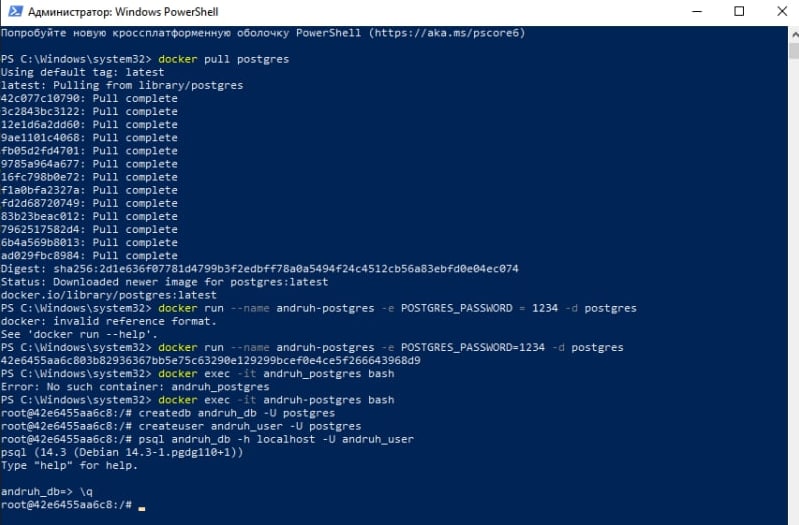 Администратор: Windows PowerShell
Попробуйте новую кроссплатформенную оболочку PowerShell (https://aka.ms/pscore6)
PS C:\Windows\system32> docker pull postgres
Using default tag: latest
latest: Pulling from library/postgres
42c077c10790: Pull complete
3c2843bc3122: Pull complete
12e1d6a2dd60: Pull complete
9ae1101c4068: Pull complete
fb05d2fd4701: Pull complete
9785a964a677: Pull complete
16fc798b0e72: Pull complete
f1a0bfa2327a: Pull complete
fd2d68720749: Pull complete
83b23beac012: Pull complete
7962517582d4: Pull complete
6b4a569b8013: Pull complete
ad029fbc8984: Pull complete
Digest: sha256:2d1e636f07781d4799b3f2edbff78a0a5494f24c4512cb56a83ebfd0e04ec074
Status: Downloaded newer image for postgres:latest
docker.io/library/postgres:latest
PS C:\Windows\system32> docker run --name andruh-postgres -e POSTGRES_PASSWORD = 1234 -d postgres
docker: invalid reference format.
See 'docker run --help'.
PS C:\Windows\system32> docker run --name andruh-postgres -e POSTGRES_PASSWORD=1234 -d postgres
42e6455aa6c803b82936367bb5e75c63290e129299bcef0e4ce5f266643968d9
PS C:\Windows\system32> docker exec -it andruh_postgres bash
Error: No such container: andruh_postgres
PS C:\Windows\system32> docker exec -it andruh-postgres bash
root@42e6455aa6c8:/# createdb andruh_db -U postgres
root@42e6455aa6c8:/# createuser andruh_user -U postgres
root@42e6455aa6c8:/# psql andruh_db -h localhost -U andruh_user
psql (14.3 (Debian 14.3-1.pgdg110+1))
Type "help" for help.
andruh_db=> \q
root@42e6455aa6c8:/#